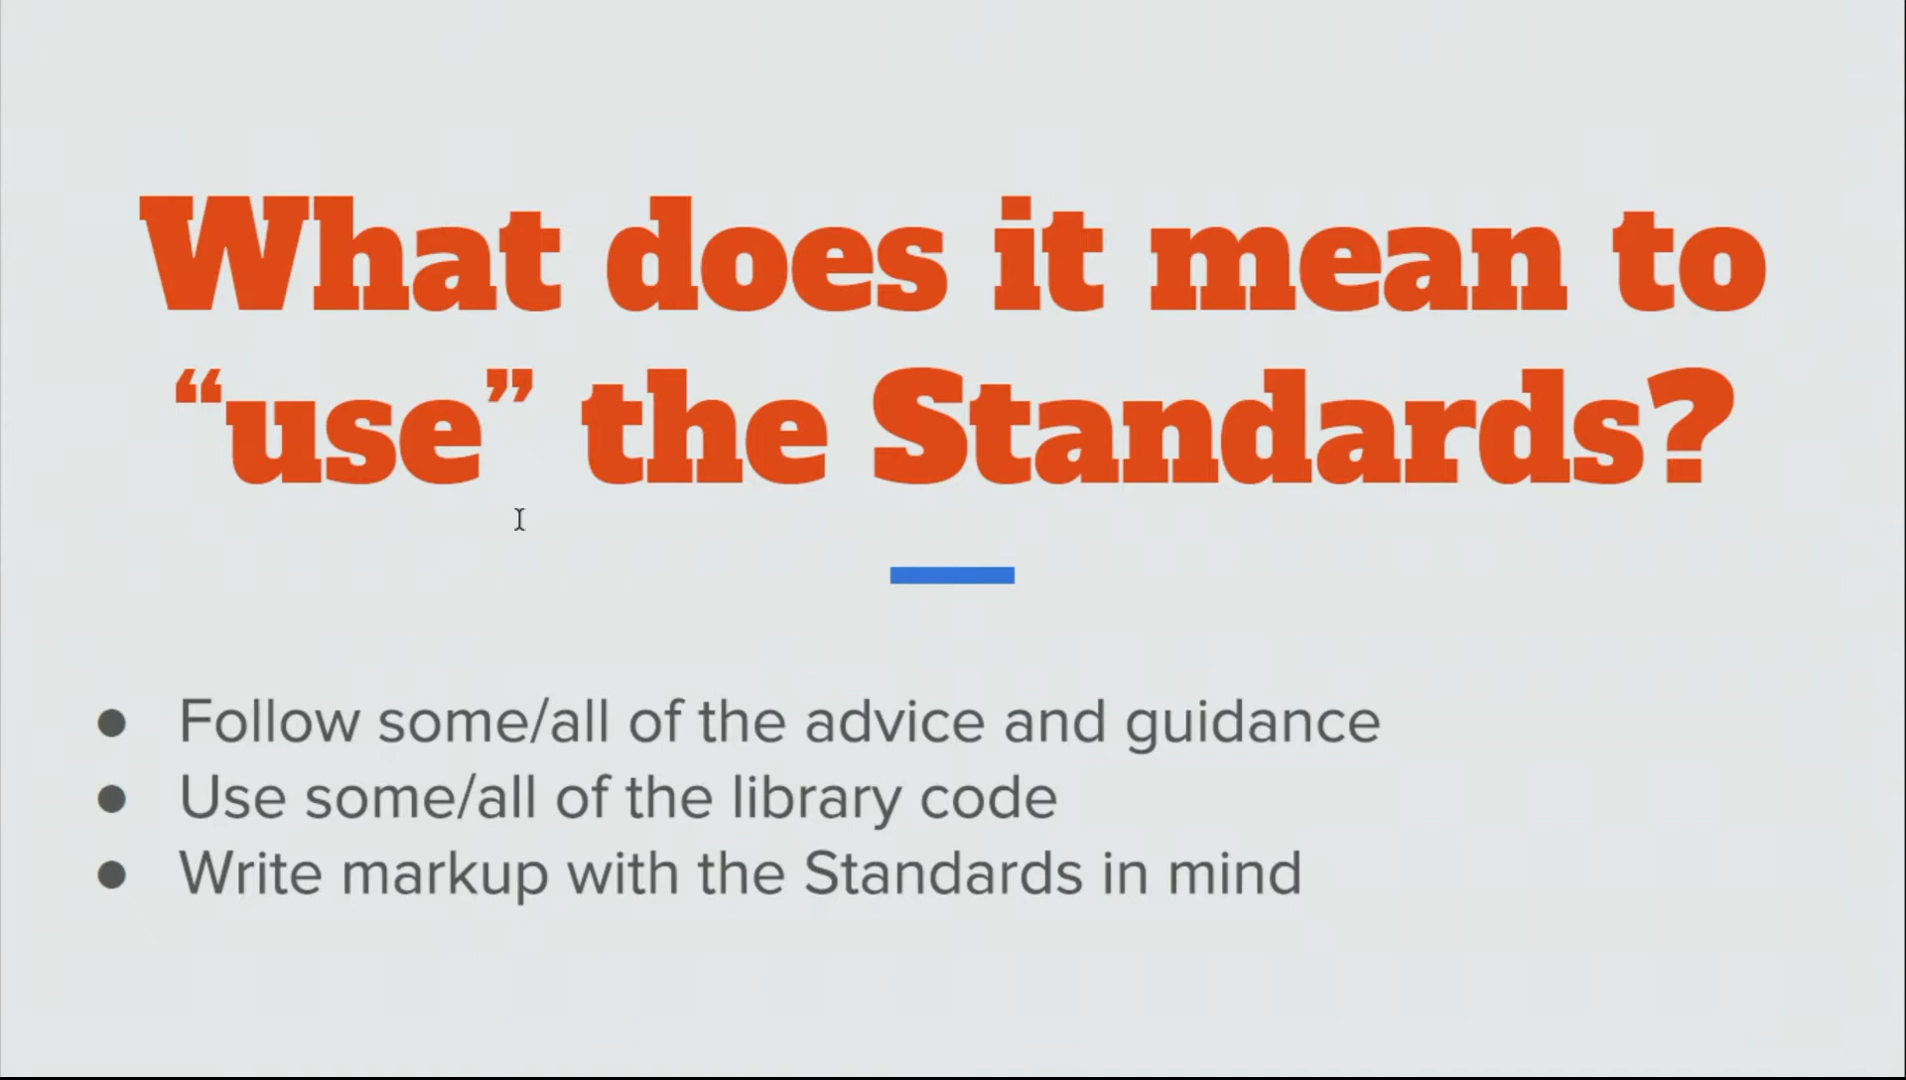 What does it mean to
“use” the Standards?
● Follow some/all of the advice and guidance
● Use some/all of the library code
● Write markup with the Standards in mind